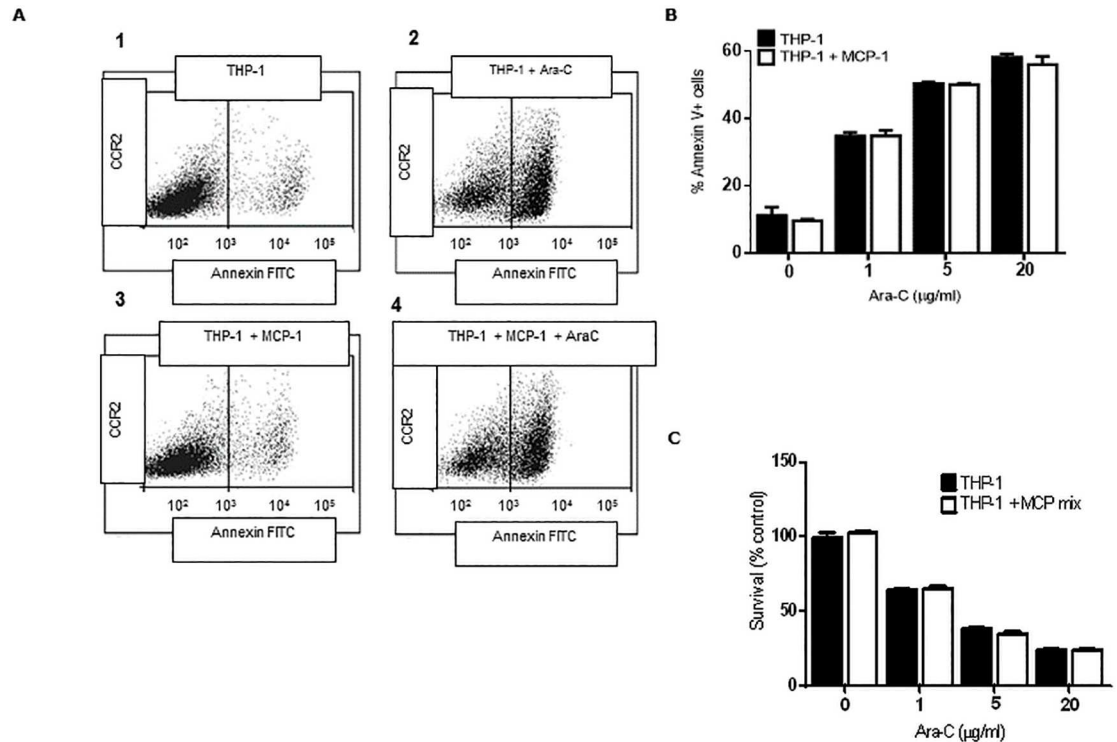 A
1
THP-1
CCR2
10² 10³ 10⁴ 10⁵
Annexin FITC
2
THP-1 + Ara-C
CCR2
10² 10³ 10⁴ 10⁵
Annexin FITC
3
THP-1 + MCP-1
CCR2
10² 10³ 10⁴ 10⁵
Annexin FITC
4
THP-1 + MCP-1 + AraC
CCR2
10² 10³ 10⁴ 10⁵
Annexin FITC
B
THP-1
THP-1 + MCP-1
% Annexin V+ cells
60
40
20
0
0 1 5 20
Ara-C (µg/ml)
C
THP-1
THP-1 +MCP mix
Survival (% control)
150
100
50
0
0 1 5 20
Ara-C (µg/ml)